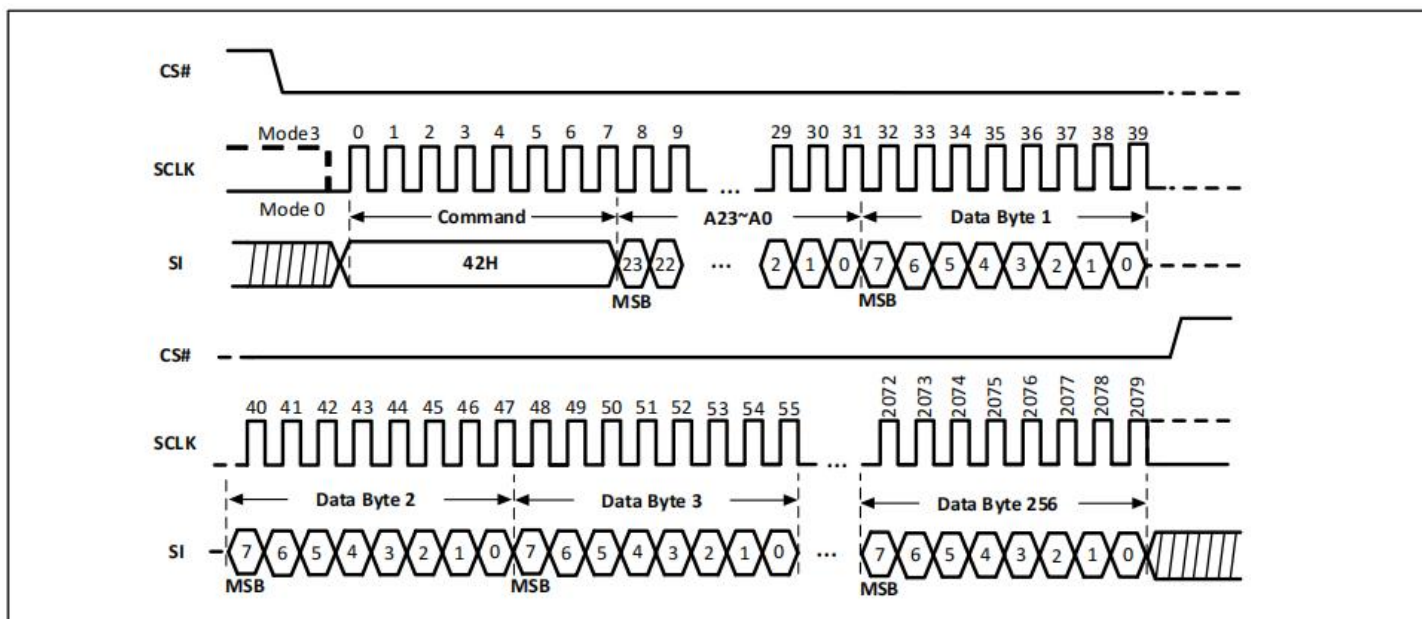 CS#
Mode 3
0 1 2 3 4 5 6 7 8 9 29 30 31 32 33 34 35 36 37 38 39
SCLK
...
Mode 0
Command A23~A0 Data Byte 1
SI 42H 23 22 ... 2 1 0 7 6 5 4 3 2 1 0
MSB MSB
CS#
40 41 42 43 44 45 46 47 48 49 50 51 52 53 54 55 2072 2073 2074 2075 2076 2077 2078 2079
SCLK
...
Data Byte 2 Data Byte 3 Data Byte 256
SI 7 6 5 4 3 2 1 0 7 6 5 4 3 2 1 0 ... 7 6 5 4 3 2 1 0
MSB MSB MSB